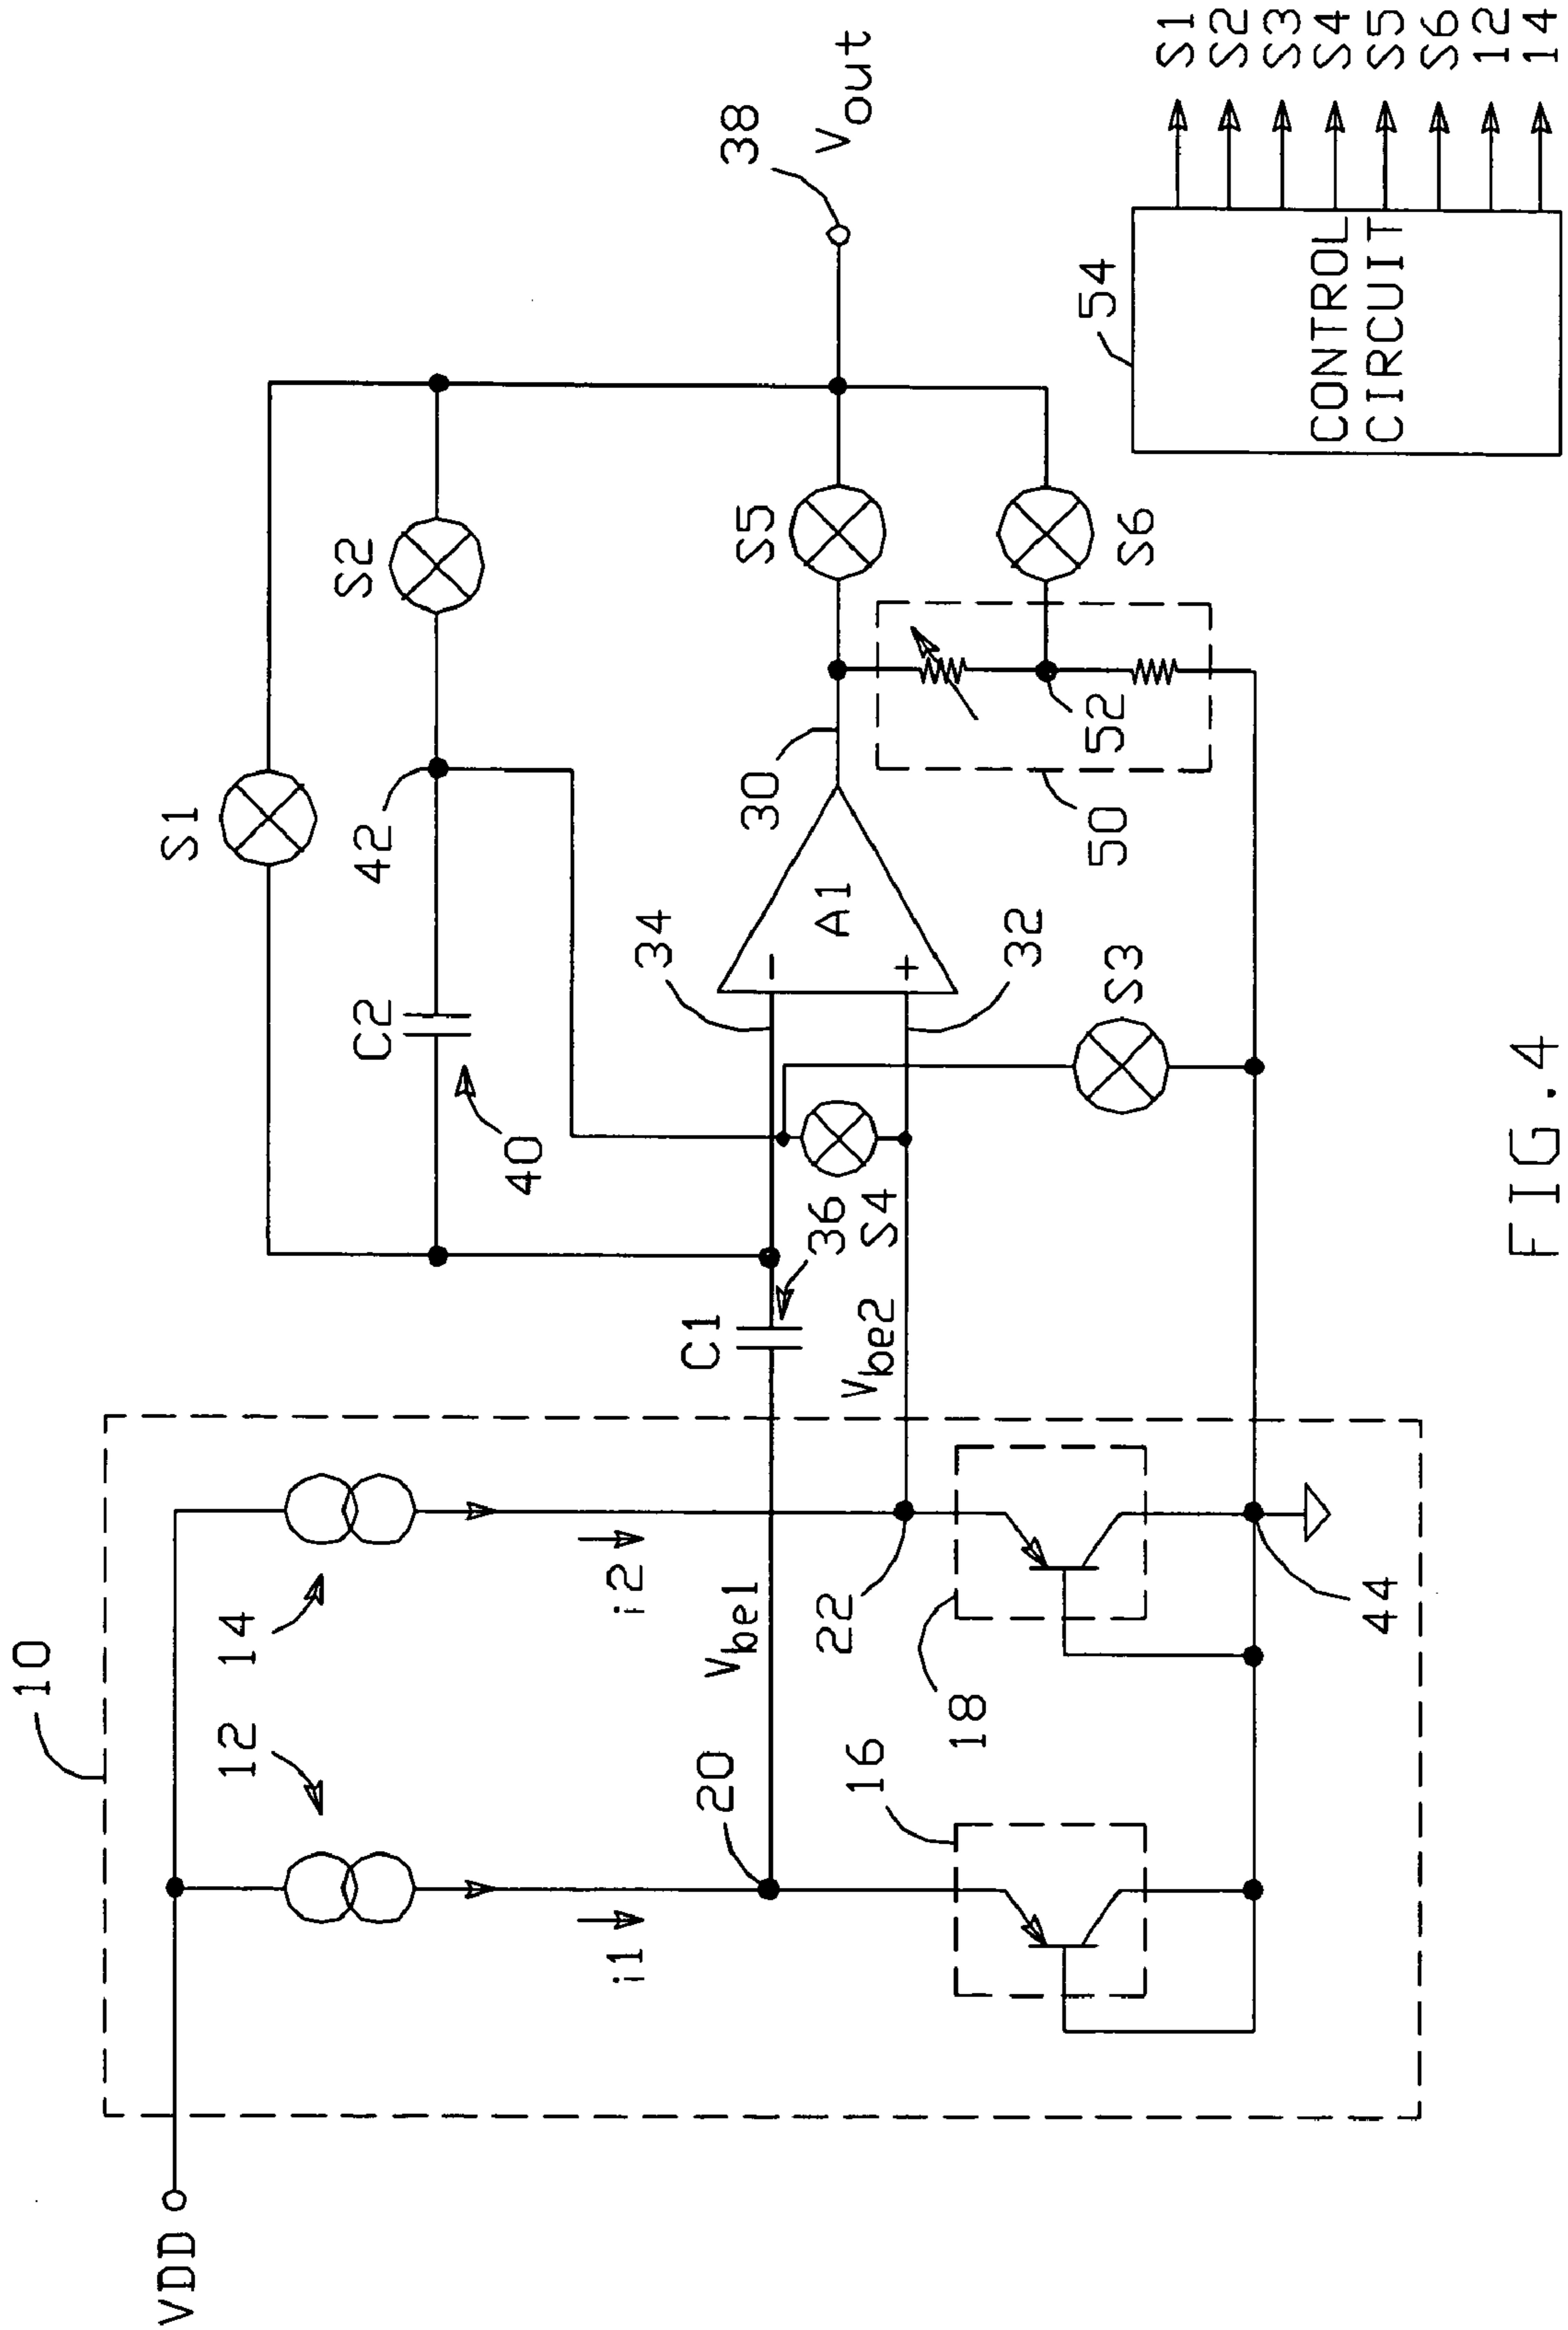 10
VDD
12
14
i1
i2
20
Vbe1
22
16
18
44
C1
36
Vbe2
S4
S1
C2
40
42
S2
34
32
A1
30
S3
50
52
S5
S6
38
Vout
54
CONTROL
CIRCUIT
S1
S2
S3
S4
S5
S6
12
14
FIG.4